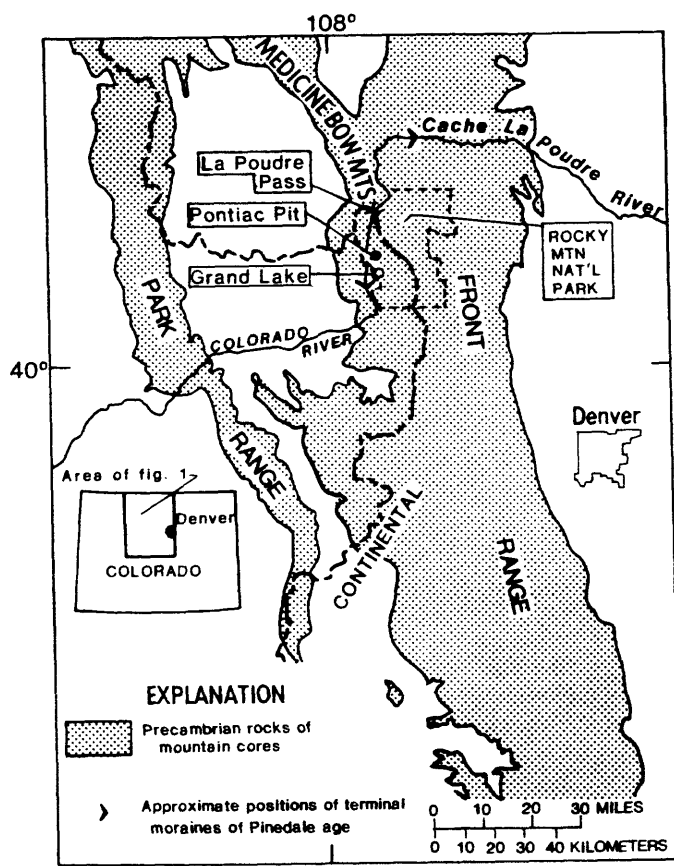 108°
MEDICINE BOW MTS
Cache La Poudre River
La Poudre
Pass
Pontiac Pit
Grand Lake
ROCKY
MTN
NAT'L
PARK
PARK
RANGE
FRONT
RANGE
COLORADO
RIVER
40°
Denver
Area of fig. 1
Denver
COLORADO
CONTINENTAL
EXPLANATION
Precambrian rocks of
mountain cores
Approximate positions of terminal
moraines of Pinedale age
0 10 20 30 MILES
0 10 20 30 40 KILOMETERS